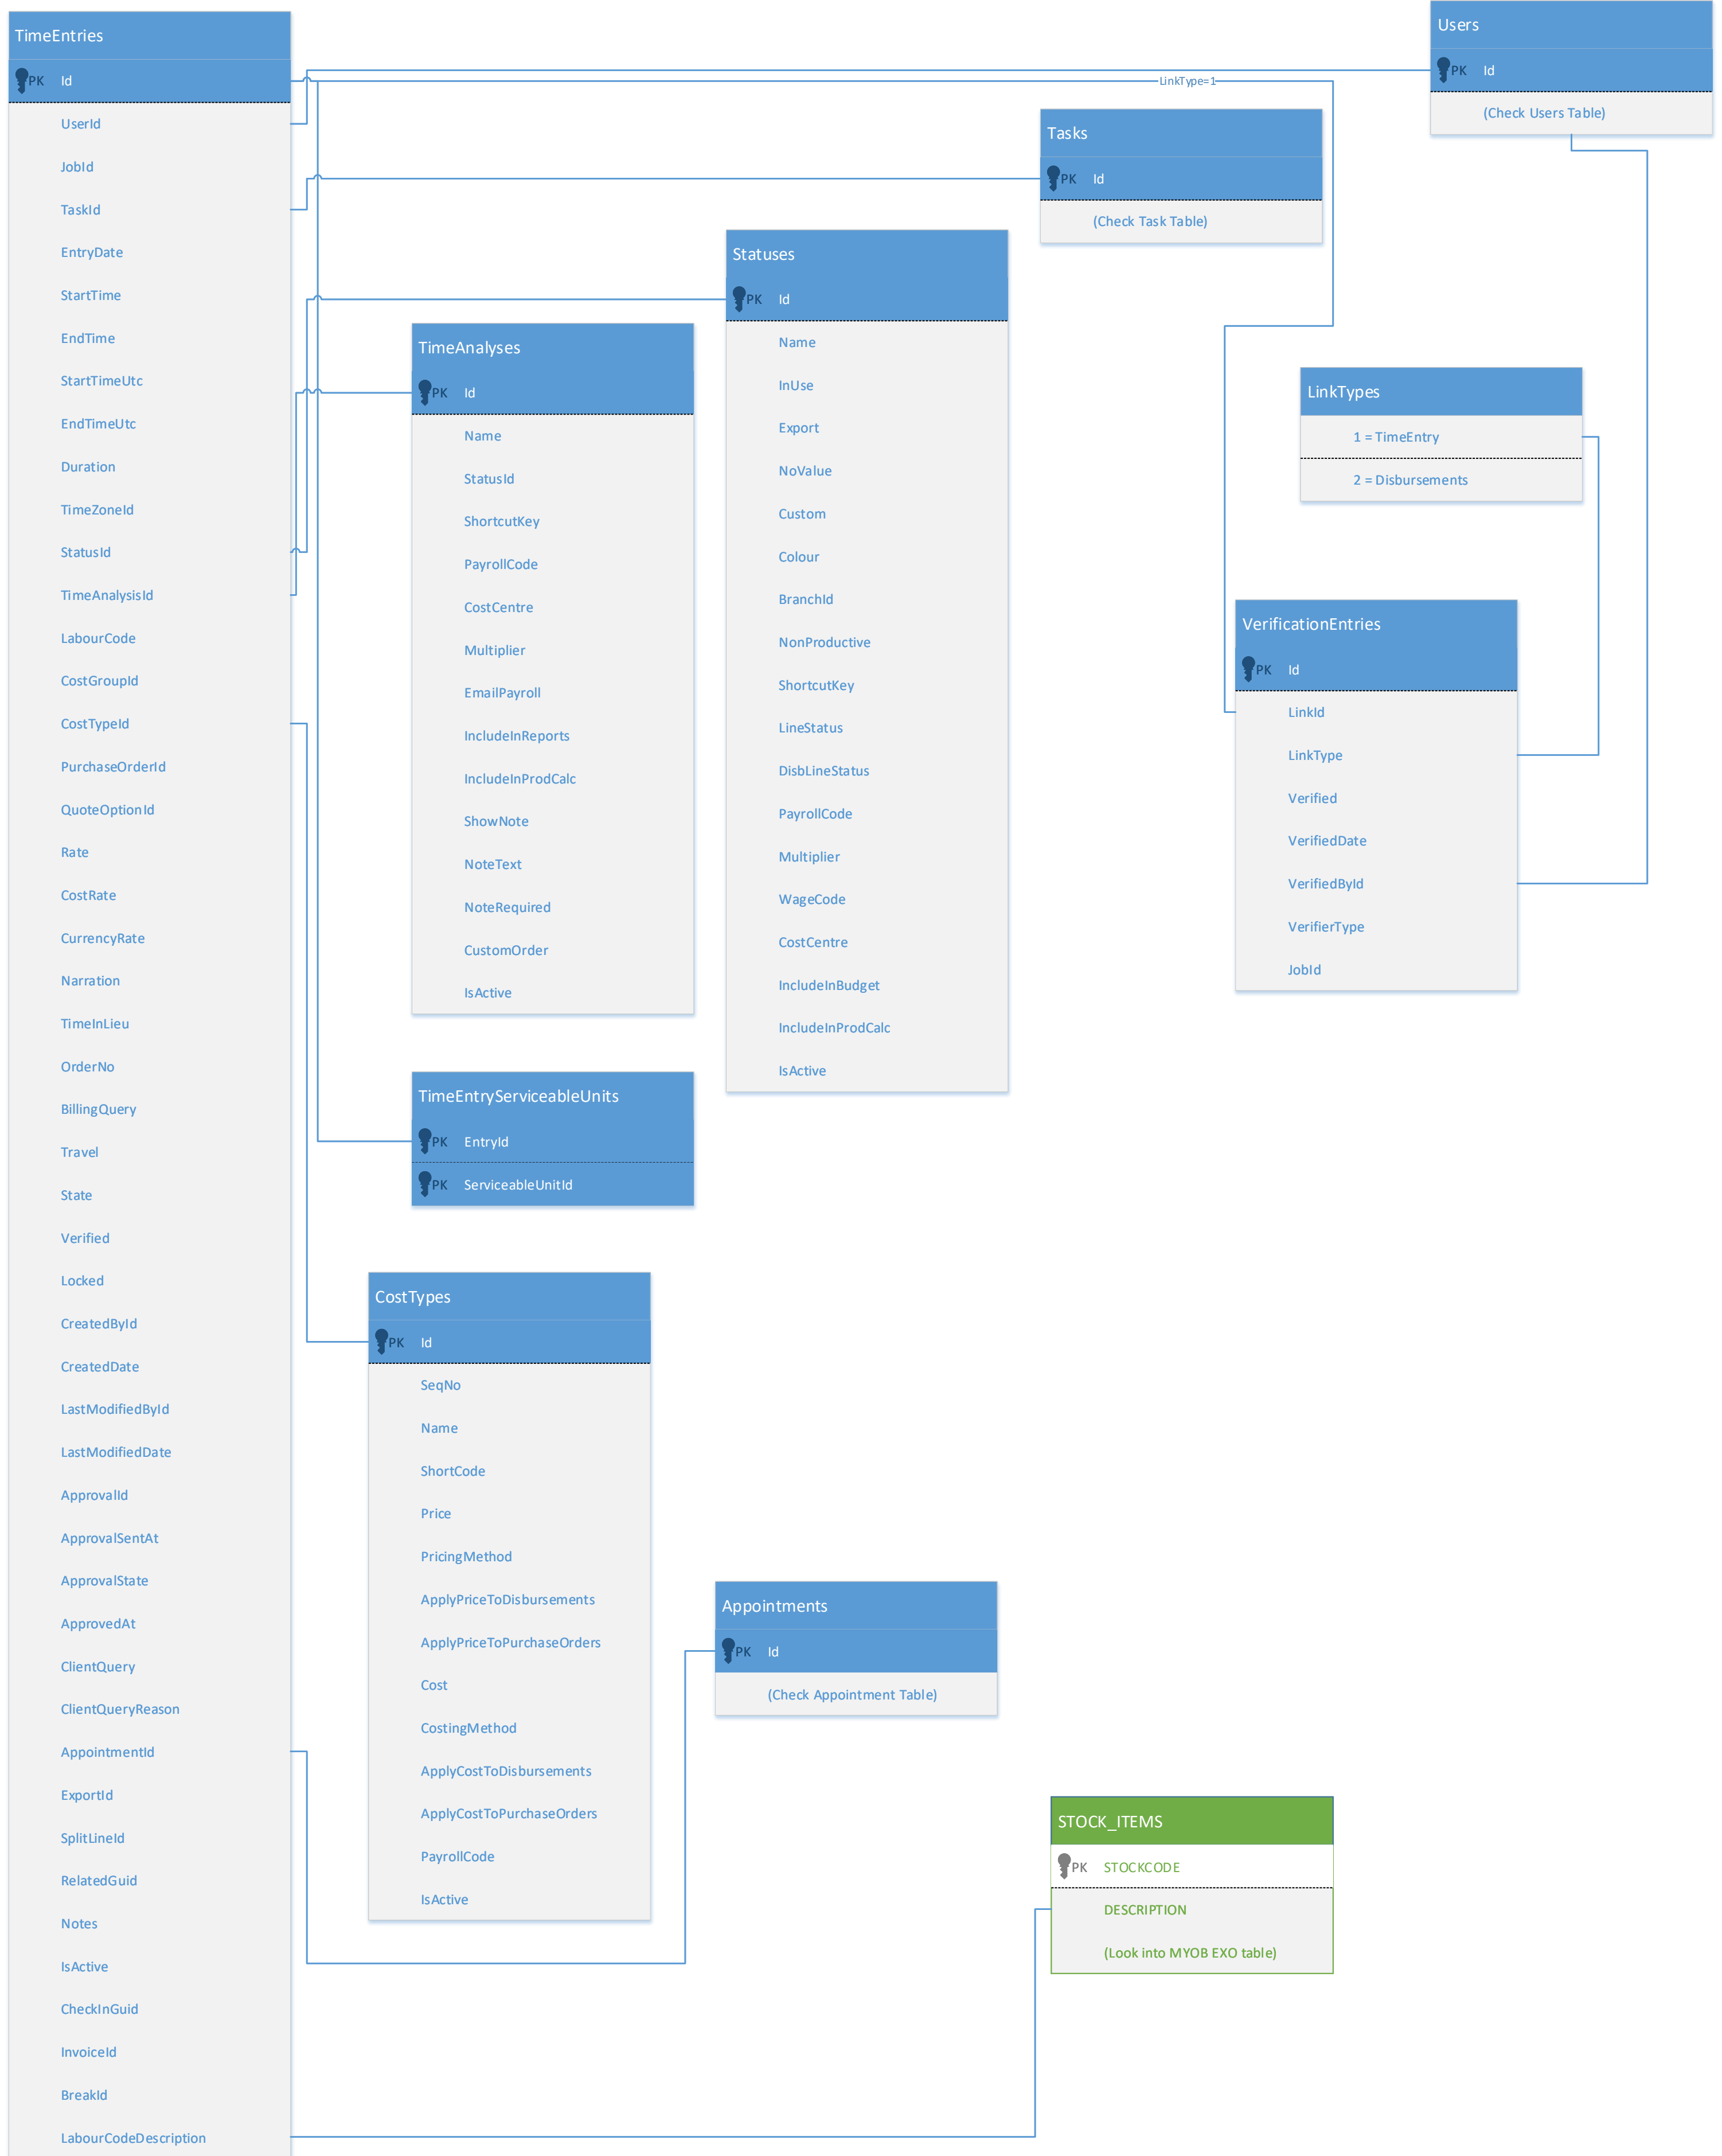 TimeEntries
PK Id
UserId
JobId
TaskId
EntryDate
StartTime
EndTime
StartTimeUtc
EndTimeUtc
Duration
TimeZoneId
StatusId
TimeAnalysisId
LabourCode
CostGroupId
CostTypeId
PurchaseOrderId
QuoteOptionId
Rate
CostRate
CurrencyRate
Narration
TimeInLieu
OrderNo
BillingQuery
Travel
State
Verified
Locked
CreatedById
CreatedDate
LastModifiedById
LastModifiedDate
ApprovalId
ApprovalSentAt
ApprovalState
ApprovedAt
ClientQuery
ClientQueryReason
AppointmentId
ExportId
SplitLineId
RelatedGuid
Notes
IsActive
CheckInGuid
InvoiceId
BreakId
LabourCodeDescription
LinkType=1
Users
PK Id
(Check Users Table)
Tasks
PK Id
(Check Task Table)
Statuses
PK Id
Name
InUse
Export
NoValue
Custom
Colour
BranchId
NonProductive
ShortcutKey
LineStatus
DisbLineStatus
PayrollCode
Multiplier
WageCode
CostCentre
IncludeInBudget
IncludeInProdCalc
IsActive
TimeAnalyses
PK Id
Name
StatusId
ShortcutKey
PayrollCode
CostCentre
Multiplier
EmailPayroll
IncludeInReports
IncludeInProdCalc
ShowNote
NoteText
NoteRequired
CustomOrder
IsActive
LinkTypes
1 = TimeEntry
2 = Disbursements
VerificationEntries
PK Id
LinkId
LinkType
Verified
VerifiedDate
VerifiedById
VerifierType
JobId
TimeEntryServiceableUnits
PK EntryId
PK ServiceableUnitId
CostTypes
PK Id
SeqNo
Name
ShortCode
Price
PricingMethod
ApplyPriceToDisbursements
ApplyPriceToPurchaseOrders
Cost
CostingMethod
ApplyCostToDisbursements
ApplyCostToPurchaseOrders
PayrollCode
IsActive
Appointments
PK Id
(Check Appointment Table)
STOCK_ITEMS
PK STOCKCODE
DESCRIPTION
(Look into MYOB EXO table)